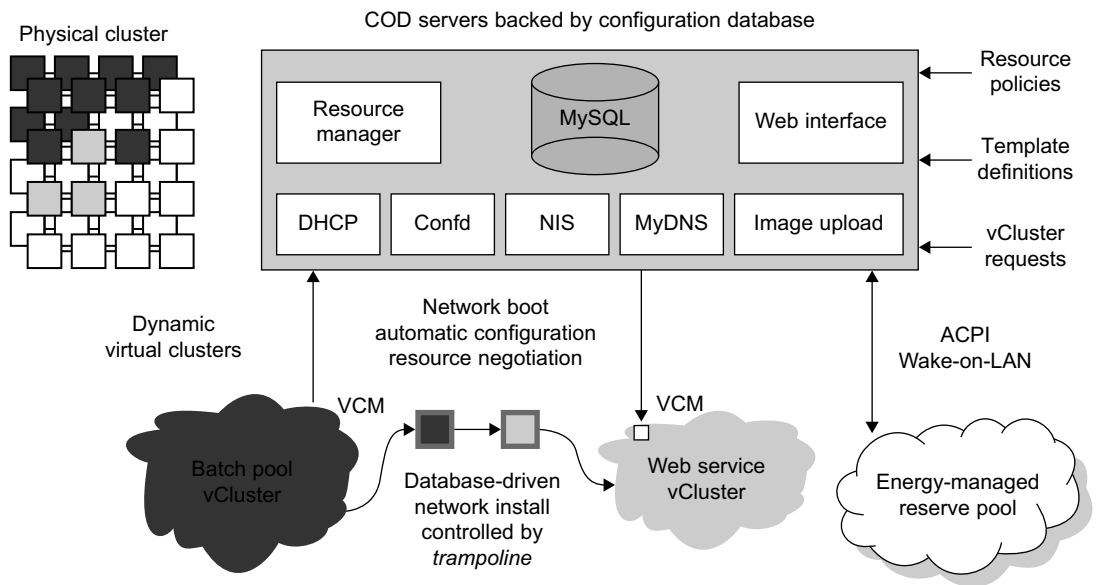 COD servers backed by configuration database
Physical cluster
Resource
manager
MySQL
Web interface
Resource
policies
Template
definitions
vCluster
requests
DHCP
Confd
NIS
MyDNS
Image upload
Dynamic
virtual clusters
Network boot
automatic configuration
resource negotiation
ACPI
Wake-on-LAN
VCM
VCM
Batch pool
vCluster
Database-driven
network install
controlled by
trampoline
Web service
vCluster
Energy-managed
reserve pool